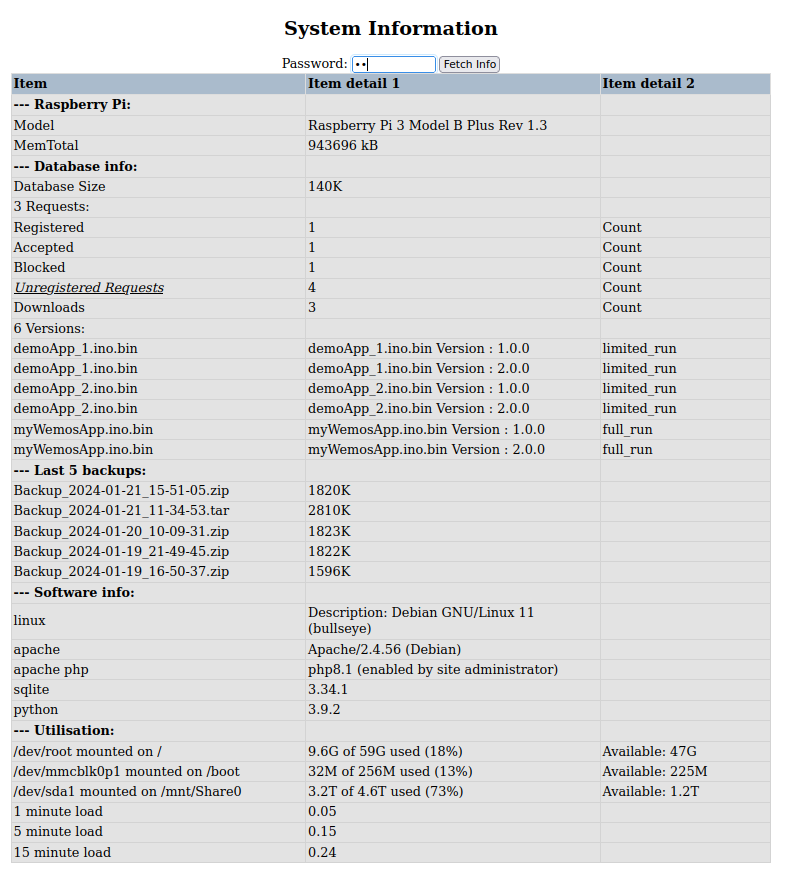 System Information
Password: •• Fetch Info
Item Item detail 1 Item detail 2
--- Raspberry Pi:
Model Raspberry Pi 3 Model B Plus Rev 1.3
MemTotal 943696 kB
--- Database info:
Database Size 140K
3 Requests:
Registered 1 Count
Accepted 1 Count
Blocked 1 Count
Unregistered Requests 4 Count
Downloads 3 Count
6 Versions:
demoApp_1.ino.bin demoApp_1.ino.bin Version : 1.0.0 limited_run
demoApp_1.ino.bin demoApp_1.ino.bin Version : 2.0.0 limited_run
demoApp_2.ino.bin demoApp_2.ino.bin Version : 1.0.0 limited_run
demoApp_2.ino.bin demoApp_2.ino.bin Version : 2.0.0 limited_run
myWemosApp.ino.bin myWemosApp.ino.bin Version : 1.0.0 full_run
myWemosApp.ino.bin myWemosApp.ino.bin Version : 2.0.0 full_run
--- Last 5 backups:
Backup_2024-01-21_15-51-05.zip 1820K
Backup_2024-01-21_11-34-53.tar 2810K
Backup_2024-01-20_10-09-31.zip 1823K
Backup_2024-01-19_21-49-45.zip 1822K
Backup_2024-01-19_16-50-37.zip 1596K
--- Software info:
linux Description: Debian GNU/Linux 11
(bullseye)
apache Apache/2.4.56 (Debian)
apache php php8.1 (enabled by site administrator)
sqlite 3.34.1
python 3.9.2
--- Utilisation:
/dev/root mounted on / 9.6G of 59G used (18%) Available: 47G
/dev/mmcblk0p1 mounted on /boot 32M of 256M used (13%) Available: 225M
/dev/sda1 mounted on /mnt/Share0 3.2T of 4.6T used (73%) Available: 1.2T
1 minute load 0.05
5 minute load 0.15
15 minute load 0.24